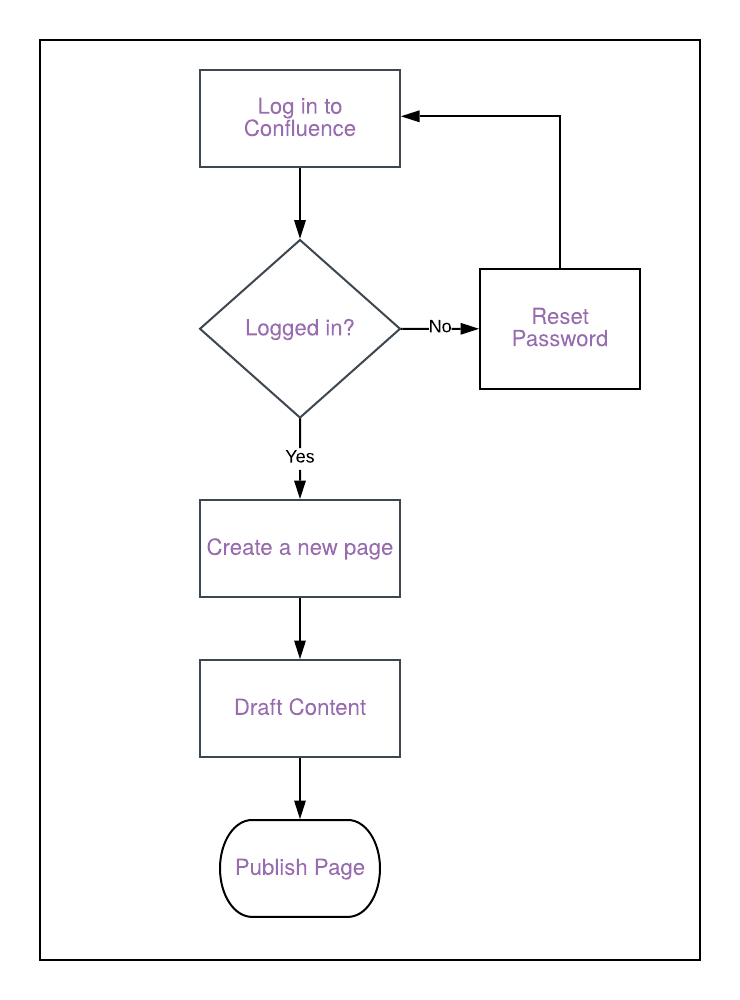 Log in to
Confluence
Logged in?
No
Reset
Password
Yes
Create a new page
Draft Content
Publish Page